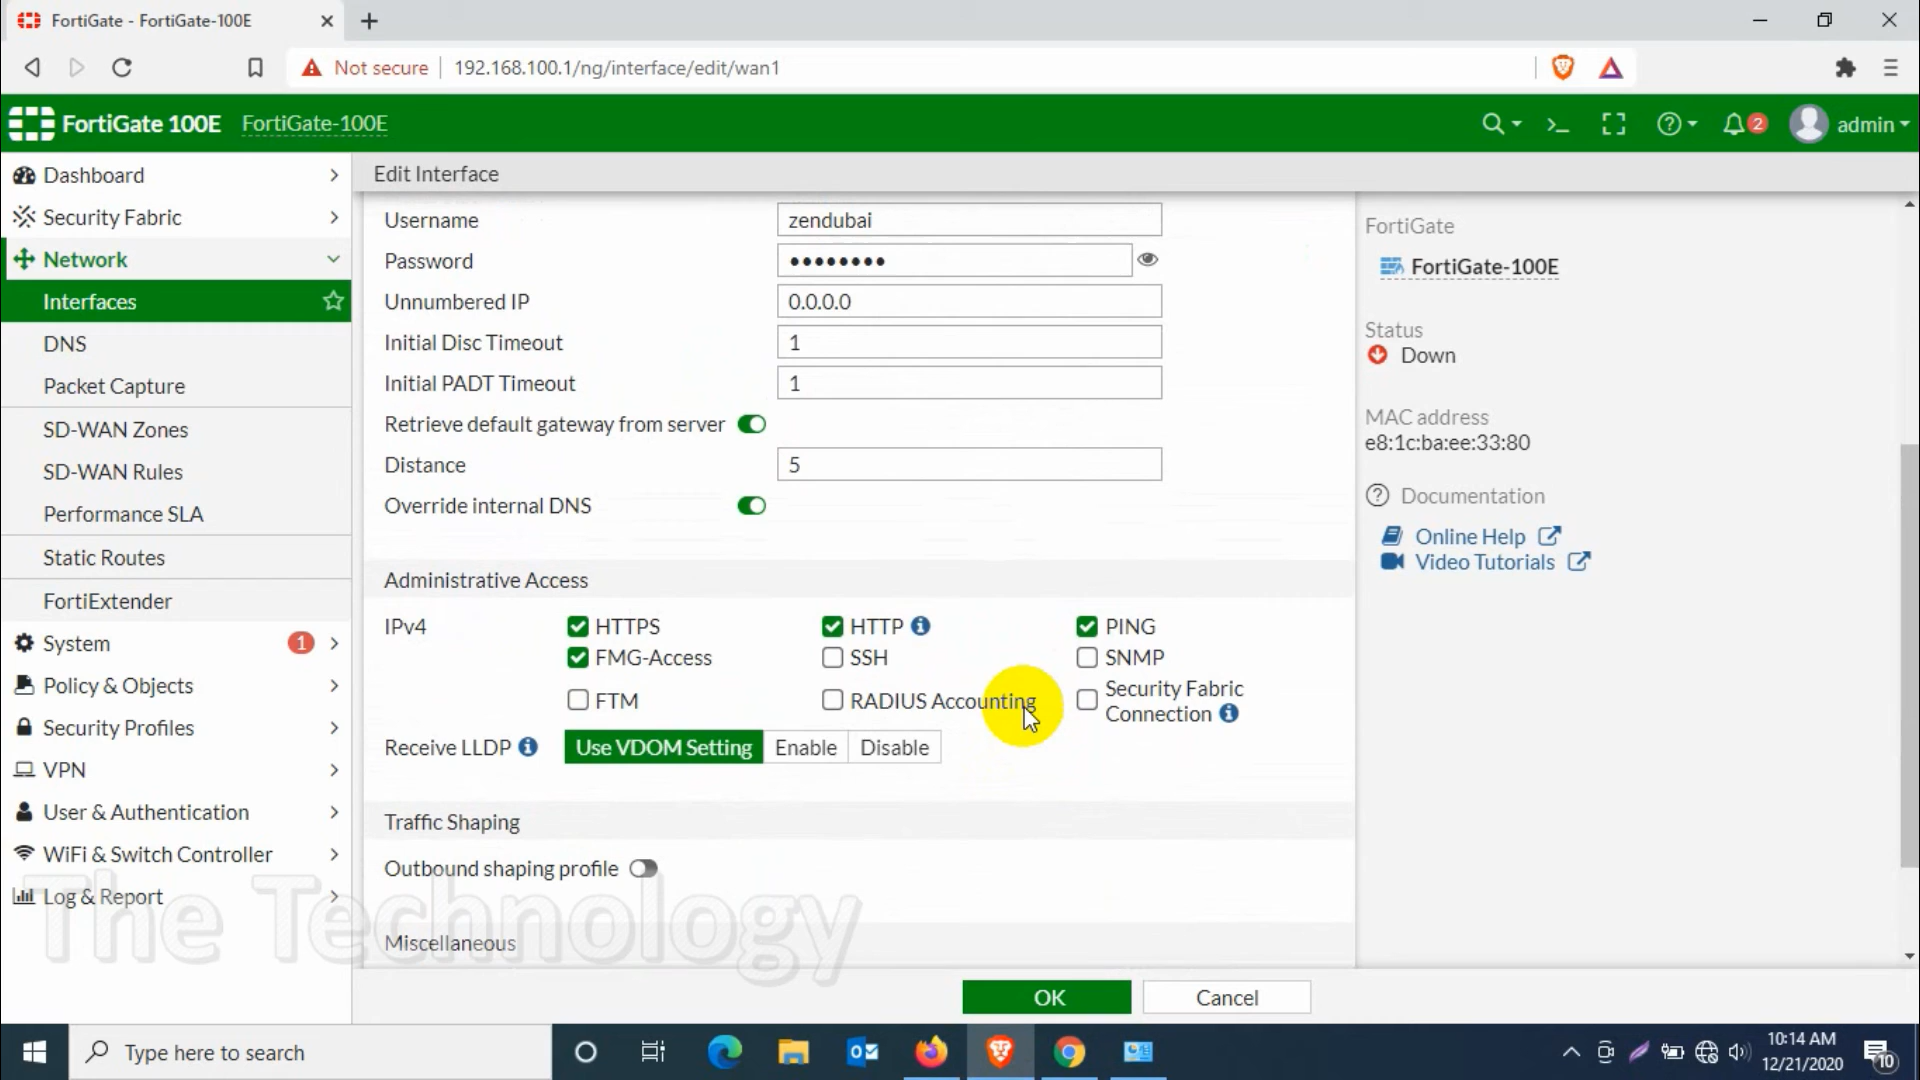 FortiGate - FortiGate-100E
Not secure 192.168.100.1/ng/interface/edit/wan1
FortiGate 100E FortiGate-100E
2 admin
Dashboard
Security Fabric
Network
Interfaces
DNS
Packet Capture
SD-WAN Zones
SD-WAN Rules
Performance SLA
Static Routes
FortiExtender
System 1
Policy & Objects
Security Profiles
VPN
User & Authentication
WiFi & Switch Controller
Log & Report
Edit Interface
Username zendubai
Password ••••••••
Unnumbered IP 0.0.0.0
Initial Disc Timeout 1
Initial PADT Timeout 1
Retrieve default gateway from server
Distance 5
Override internal DNS
Administrative Access
IPv4 HTTPS HTTP PING
FMG-Access SSH SNMP
FTM RADIUS Accounting Security Fabric
Connection
Receive LLDP Use VDOM Setting Enable Disable
Traffic Shaping
Outbound shaping profile
Miscellaneous
OK Cancel
FortiGate
FortiGate-100E
Status
Down
MAC address
e8:1c:ba:ee:33:80
Documentation
Online Help
Video Tutorials
The Technology
Type here to search
10:14 AM
12/21/2020
10